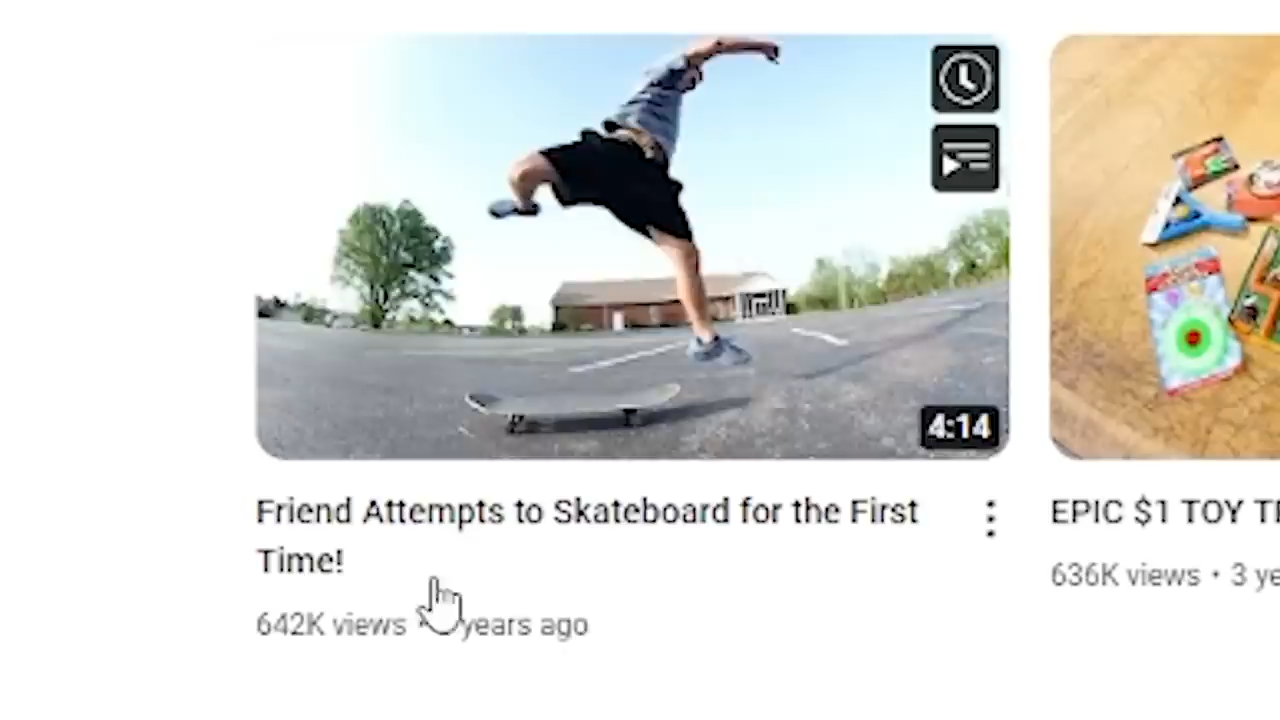 4:14
Friend Attempts to Skateboard for the First
Time!
642K views
years ago
EPIC $1 TOY
636K views • 3